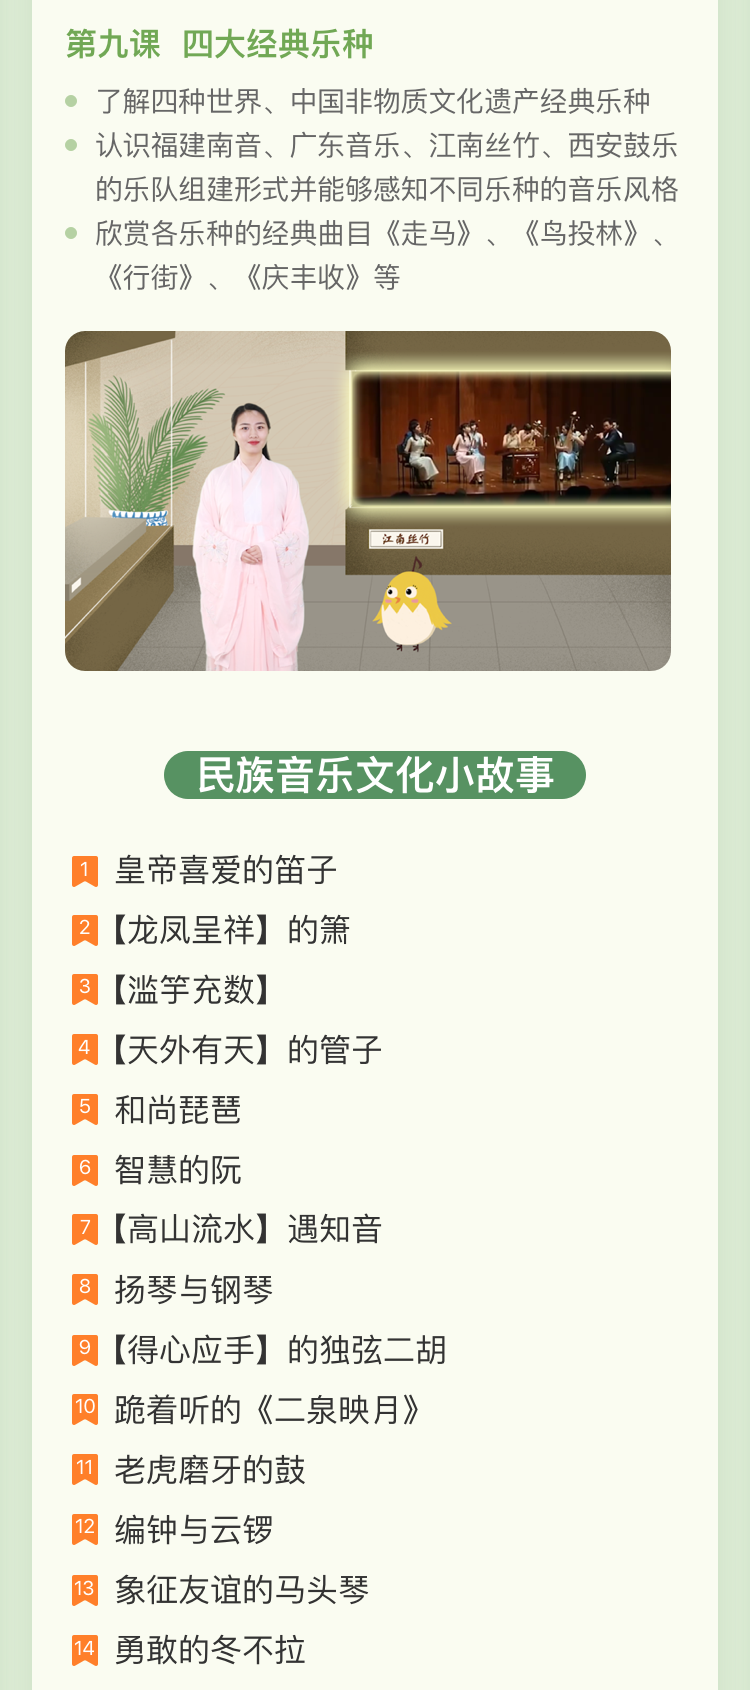 第九课 四大经典乐种
了解四种世界、中国非物质文化遗产经典乐种
认识福建南音、广东音乐、江南丝竹、西安鼓乐
的乐队组建形式并能够感知不同乐种的音乐风格
欣赏各乐种的经典曲目《走马》、《鸟投林》、
《行街》、《庆丰收》等
江南丝竹
民族音乐文化小故事
1 皇帝喜爱的笛子
2【龙凤呈祥】的箫
3【滥竽充数】
4【天外有天】的管子
5 和尚琵琶
6 智慧的阮
7【高山流水】遇知音
8 扬琴与钢琴
9【得心应手】的独弦二胡
10 跪着听的《二泉映月》
11 老虎磨牙的鼓
12 编钟与云锣
13 象征友谊的马头琴
14 勇敢的冬不拉